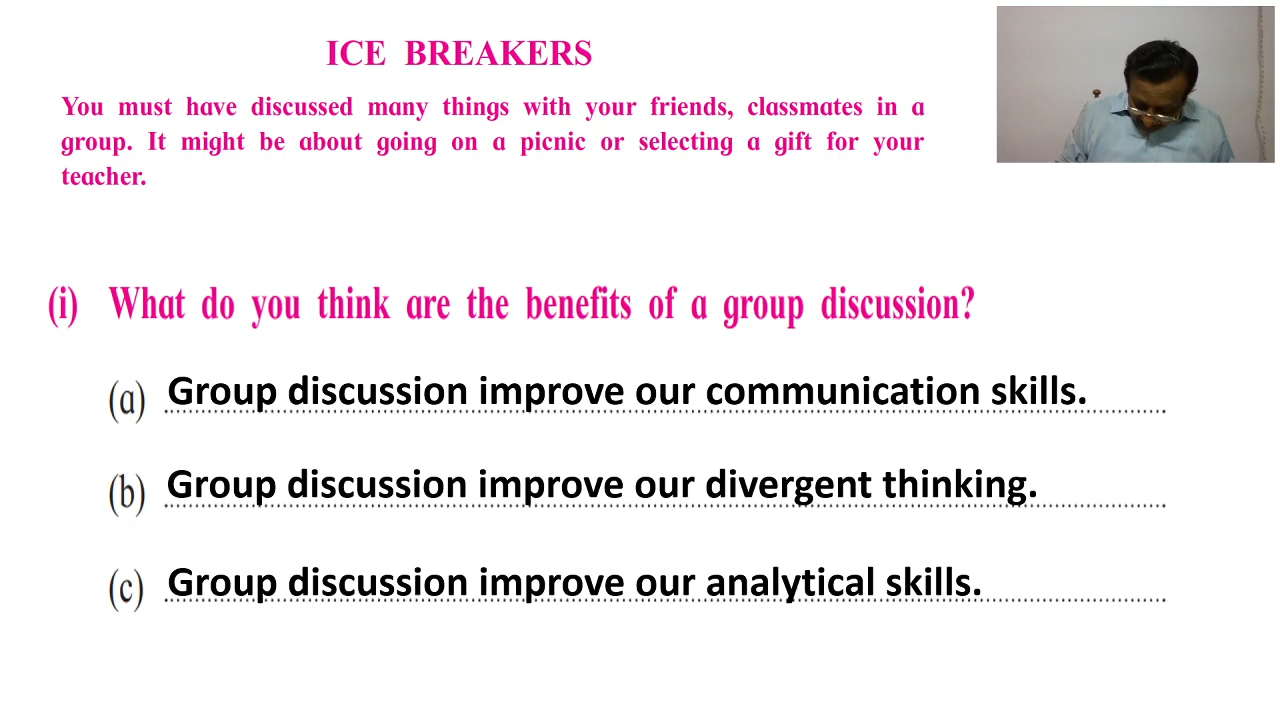 ICE BREAKERS
You must have discussed many things with your friends, classmates in a
group. It might be about going on a picnic or selecting a gift for your
teacher.
(i) What do you think are the benefits of a group discussion?
(a) Group discussion improve our communication skills.
(b) Group discussion improve our divergent thinking.
(c) Group discussion improve our analytical skills.